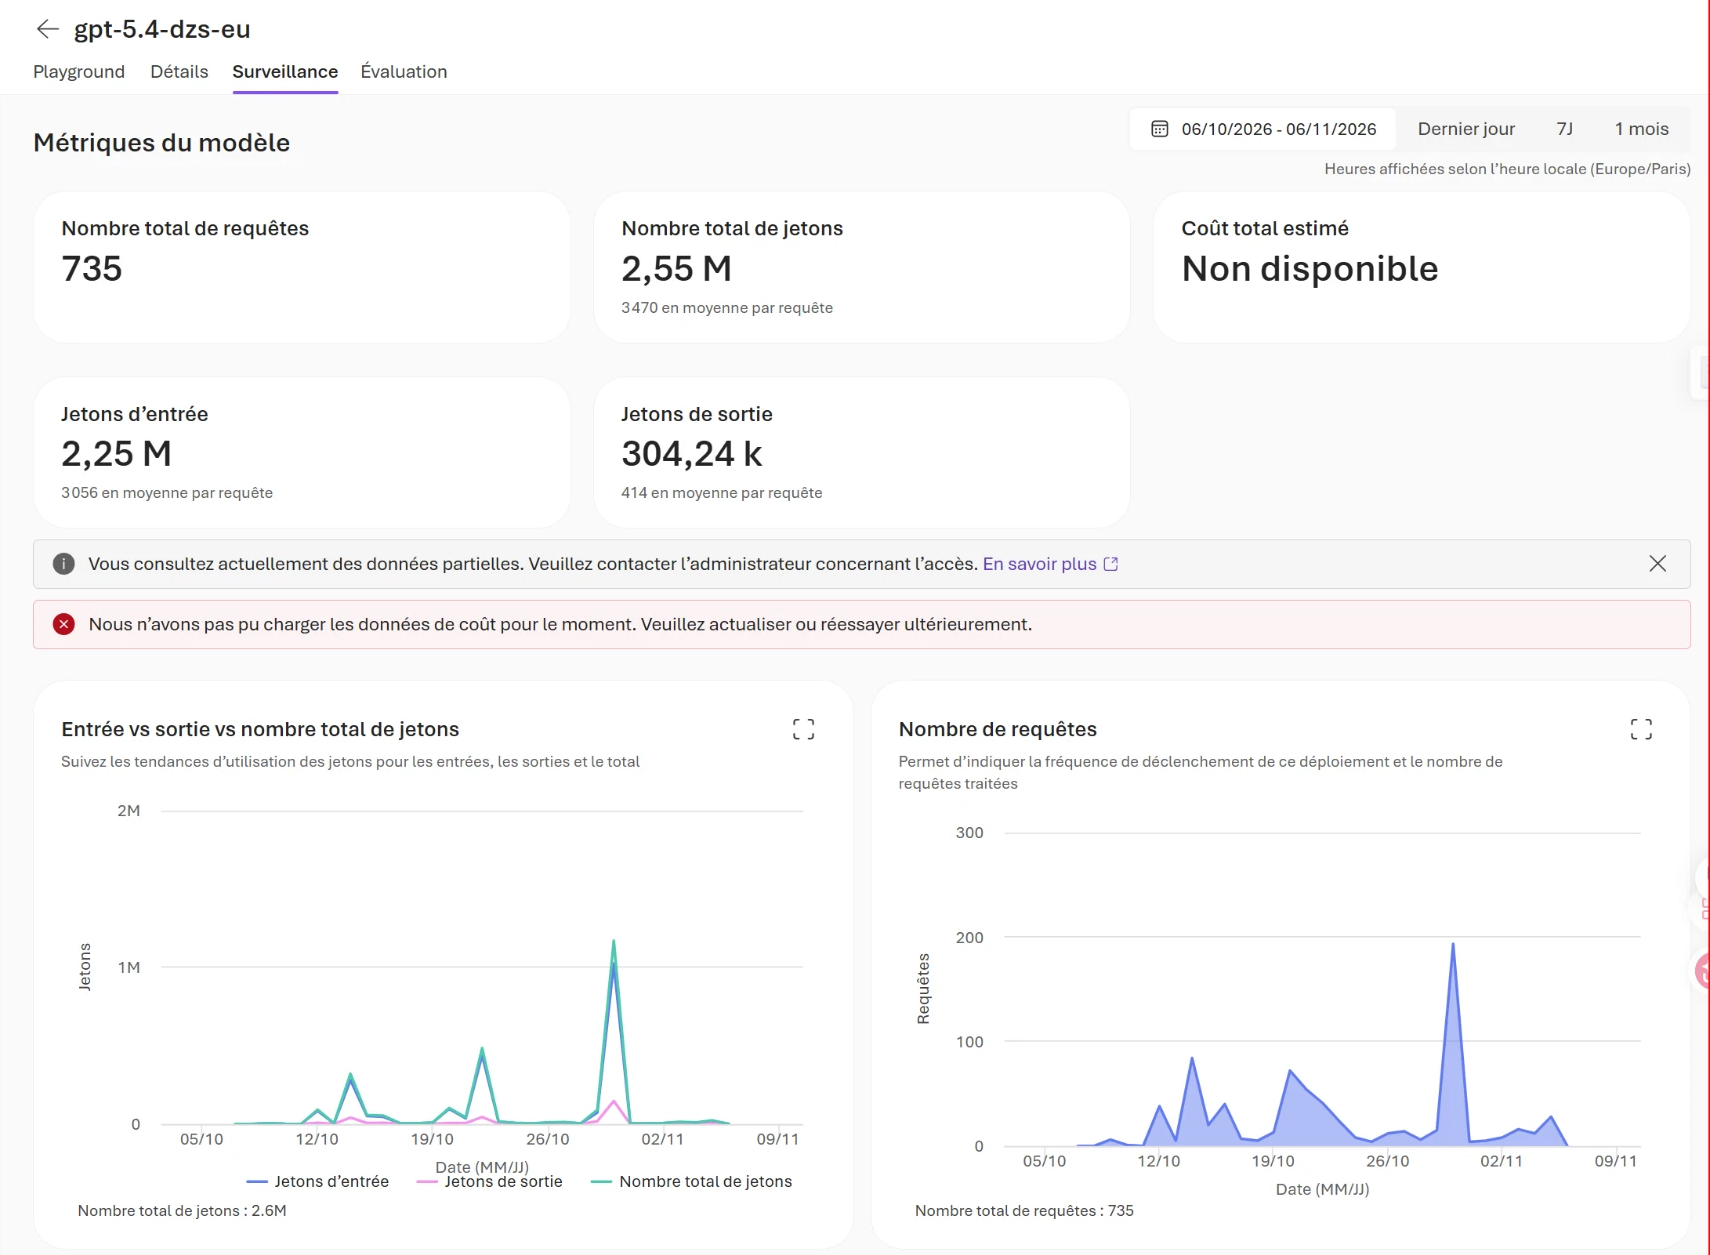 gpt-5.4-dzs-eu
Playground Détails Surveillance Évaluation
Métriques du modèle
06/10/2026 - 06/11/2026 Dernier jour 7J 1 mois
Heures affichées selon l’heure locale (Europe/Paris)
Nombre total de requêtes
735
Nombre total de jetons
2,55 M
3 470 en moyenne par requête
Coût total estimé
Non disponible
Jetons d’entrée
2,25 M
3 056 en moyenne par requête
Jetons de sortie
304,24 k
414 en moyenne par requête
Vous consultez actuellement des données partielles. Veuillez contacter l’administrateur concernant l’accès. En savoir plus
Nous n’avons pas pu charger les données de coût pour le moment. Veuillez actualiser ou réessayer ultérieurement.
Entrée vs sortie vs nombre total de jetons
Suivez les tendances d’utilisation des jetons pour les entrées, les sorties et le total
2M
1M
0
Jetons
05/10 12/10 19/10 26/10 02/11 09/11
Date (MM/JJ)
Jetons d’entrée Jetons de sortie Nombre total de jetons
Nombre total de jetons : 2.6M
Nombre de requêtes
Permet d’indiquer la fréquence de déclenchement de ce déploiement et le nombre de
requêtes traitées
300
200
100
0
Requêtes
05/10 12/10 19/10 26/10 02/11 09/11
Date (MM/JJ)
Nombre total de requêtes : 735